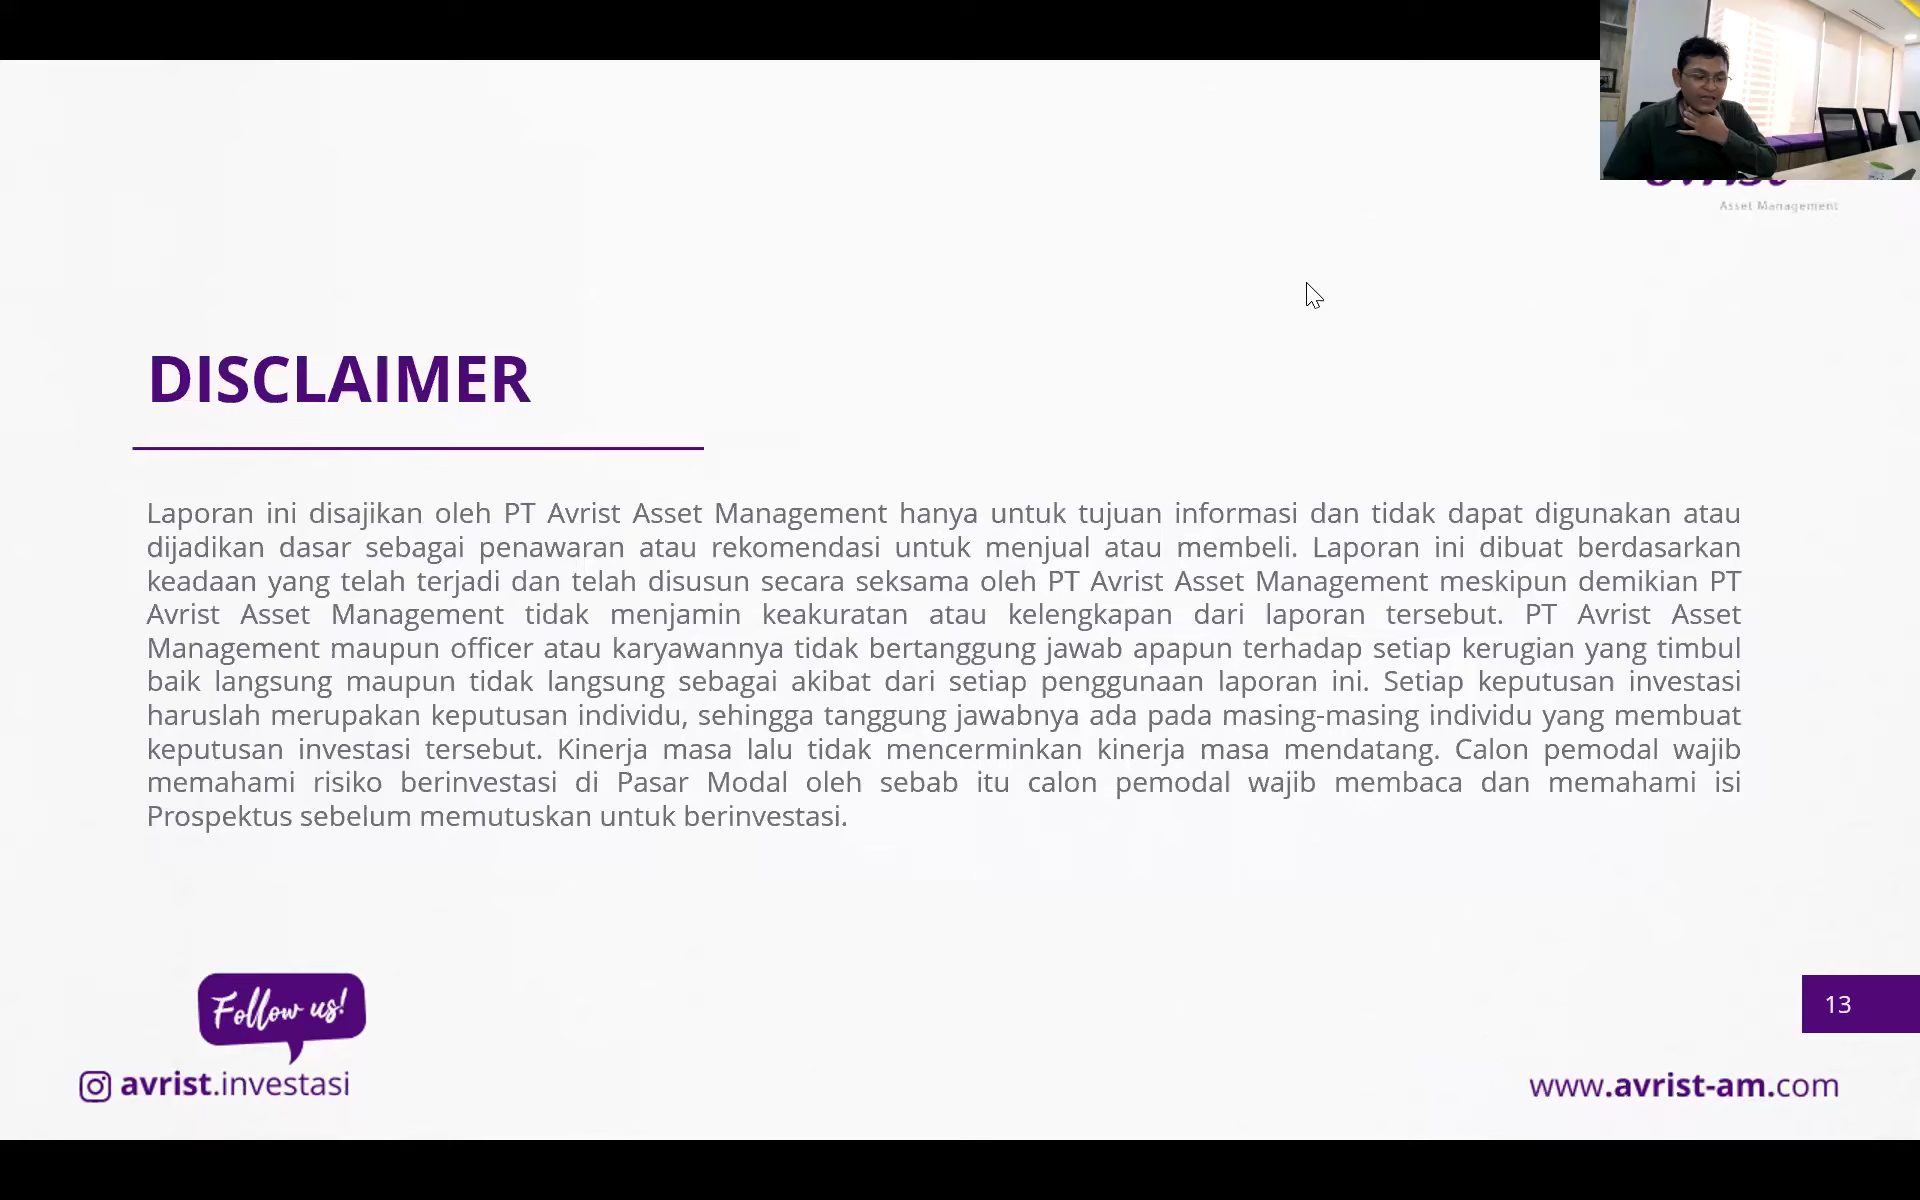 Asset Management
DISCLAIMER
Laporan ini disajikan oleh PT Avrist Asset Management hanya untuk tujuan informasi dan tidak dapat digunakan atau
dijadikan dasar sebagai penawaran atau rekomendasi untuk menjual atau membeli. Laporan ini dibuat berdasarkan
keadaan yang telah terjadi dan telah disusun secara seksama oleh PT Avrist Asset Management meskipun demikian PT
Avrist Asset Management tidak menjamin keakuratan atau kelengkapan dari laporan tersebut. PT Avrist Asset
Management maupun officer atau karyawannya tidak bertanggung jawab apapun terhadap setiap kerugian yang timbul
baik langsung maupun tidak langsung sebagai akibat dari setiap penggunaan laporan ini. Setiap keputusan investasi
haruslah merupakan keputusan individu, sehingga tanggung jawabnya ada pada masing-masing individu yang membuat
keputusan investasi tersebut. Kinerja masa lalu tidak mencerminkan kinerja masa mendatang. Calon pemodal wajib
memahami risiko berinvestasi di Pasar Modal oleh sebab itu calon pemodal wajib membaca dan memahami isi
Prospektus sebelum memutuskan untuk berinvestasi.
Follow us!
13
avrist.investasi
www.avrist-am.com